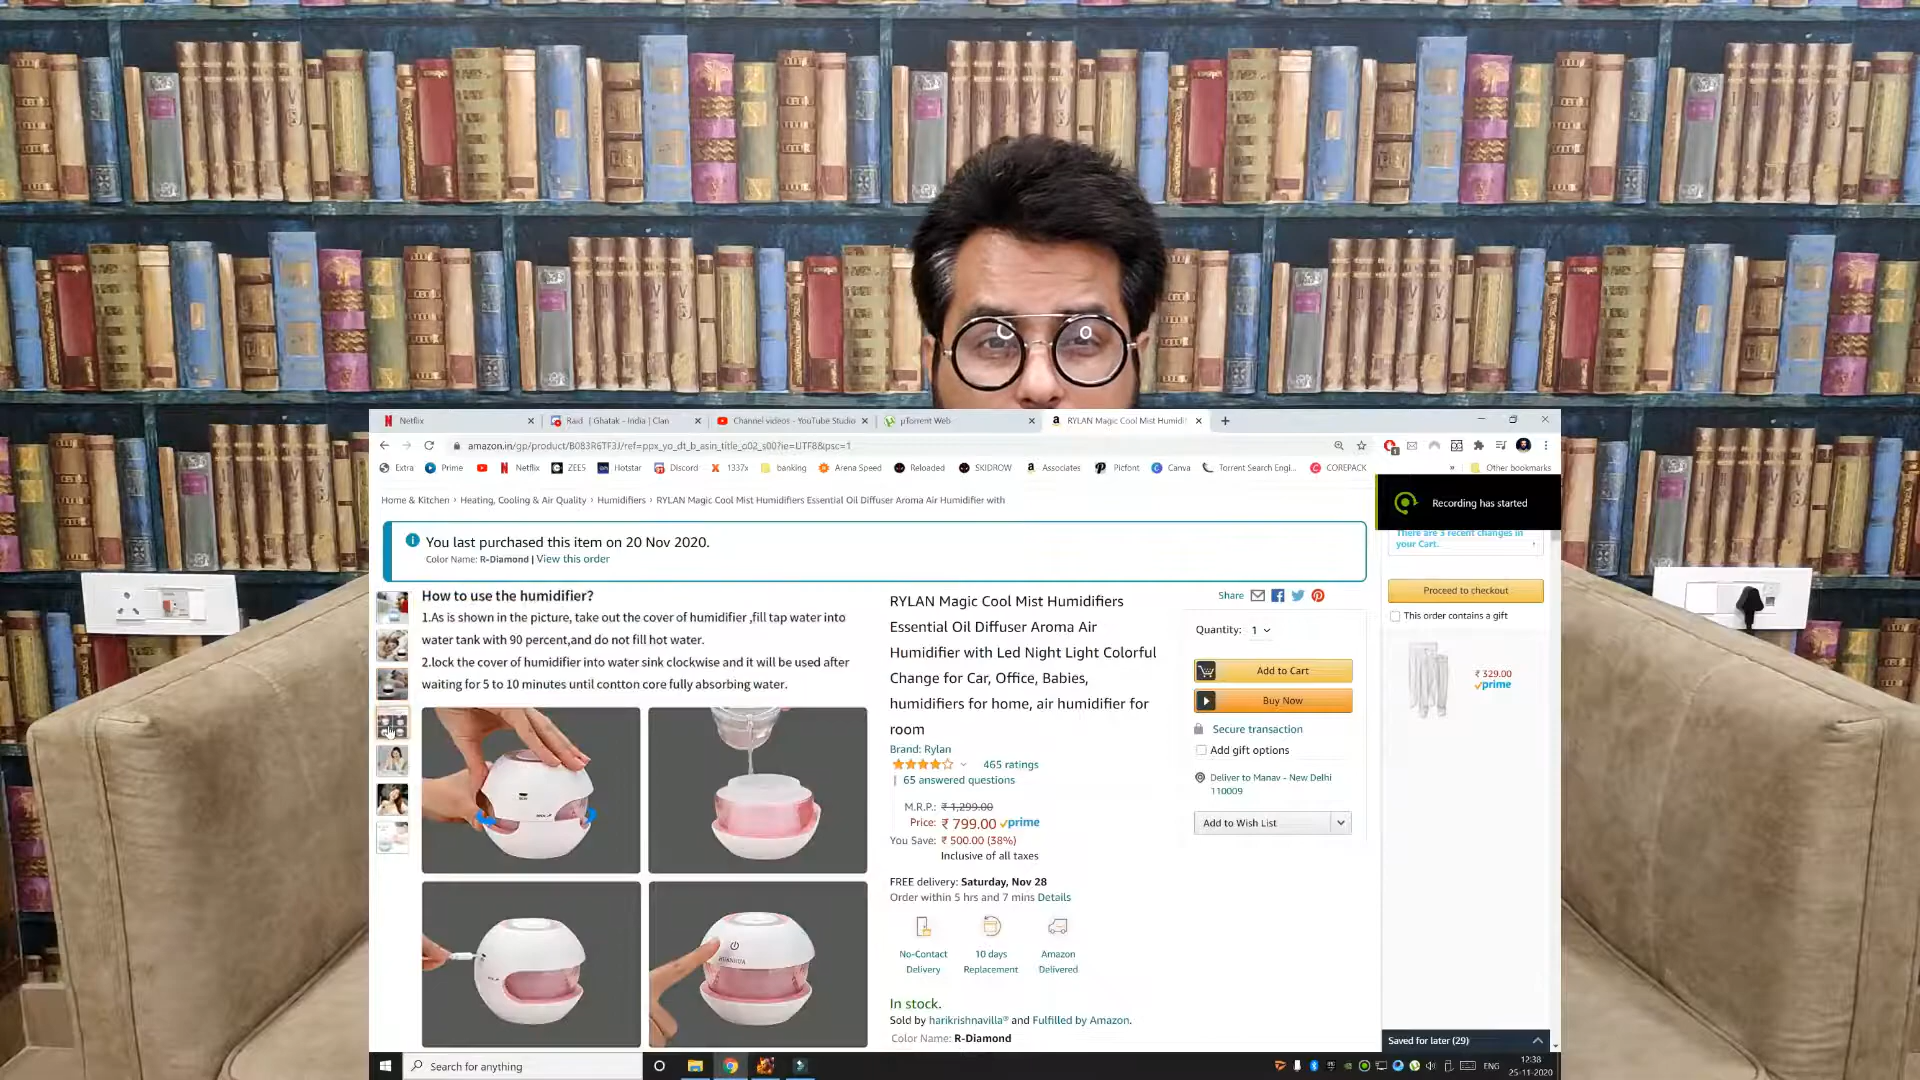 Netflix
Raid | Ghatak - India | Clan
Channel videos - YouTube Studio
µTorrent Web
RYLAN Magic Cool Mist Humidi
amazon.in/gp/product/B083R6TF3J/ref=ppx_yo_dt_b_asin_title_o02_s00?ie=UTF8&psc=1
Extra
Prime
Netflix
ZEE5
Hotstar
Discord
1337x
banking
Arena Speed
Reloaded
SKIDROW
Associates
Picfont
Canva
Torrent Search Engi...
COREPACK
»
Other bookmarks
Home & Kitchen › Heating, Cooling & Air Quality › Humidifiers › RYLAN Magic Cool Mist Humidifiers Essential Oil Diffuser Aroma Air Humidifier with
Recording has started
You last purchased this item on 20 Nov 2020.
Color Name: R-Diamond | View this order
There are 3 recent changes in
your Cart.
Proceed to checkout
This order contains a gift
₹ 329.00
prime
How to use the humidifier?
1.As is shown in the picture, take out the cover of humidifier ,fill tap water into
water tank with 90 percent,and do not fill hot water.
2.lock the cover of humidifier into water sink clockwise and it will be used after
waiting for 5 to 10 minutes until contton core fully absorbing water.
RYLAN Magic Cool Mist Humidifiers
Essential Oil Diffuser Aroma Air
Humidifier with Led Night Light Colorful
Change for Car, Office, Babies,
humidifiers for home, air humidifier for
room
Brand: Rylan
465 ratings
| 65 answered questions
M.R.P.: ₹ 1,299.00
Price: ₹ 799.00 prime
You Save: ₹ 500.00 (38%)
Inclusive of all taxes
FREE delivery: Saturday, Nov 28
Order within 5 hrs and 7 mins Details
No-Contact
Delivery
10 days
Replacement
Amazon
Delivered
In stock.
Sold by harikrishnavilla® and Fulfilled by Amazon.
Color Name: R-Diamond
Share
Quantity: 1
Add to Cart
Buy Now
Secure transaction
Add gift options
Deliver to Manav - New Delhi
110009
Add to Wish List
Saved for later (29)
Search for anything
ENG
12:38
25-11-2020